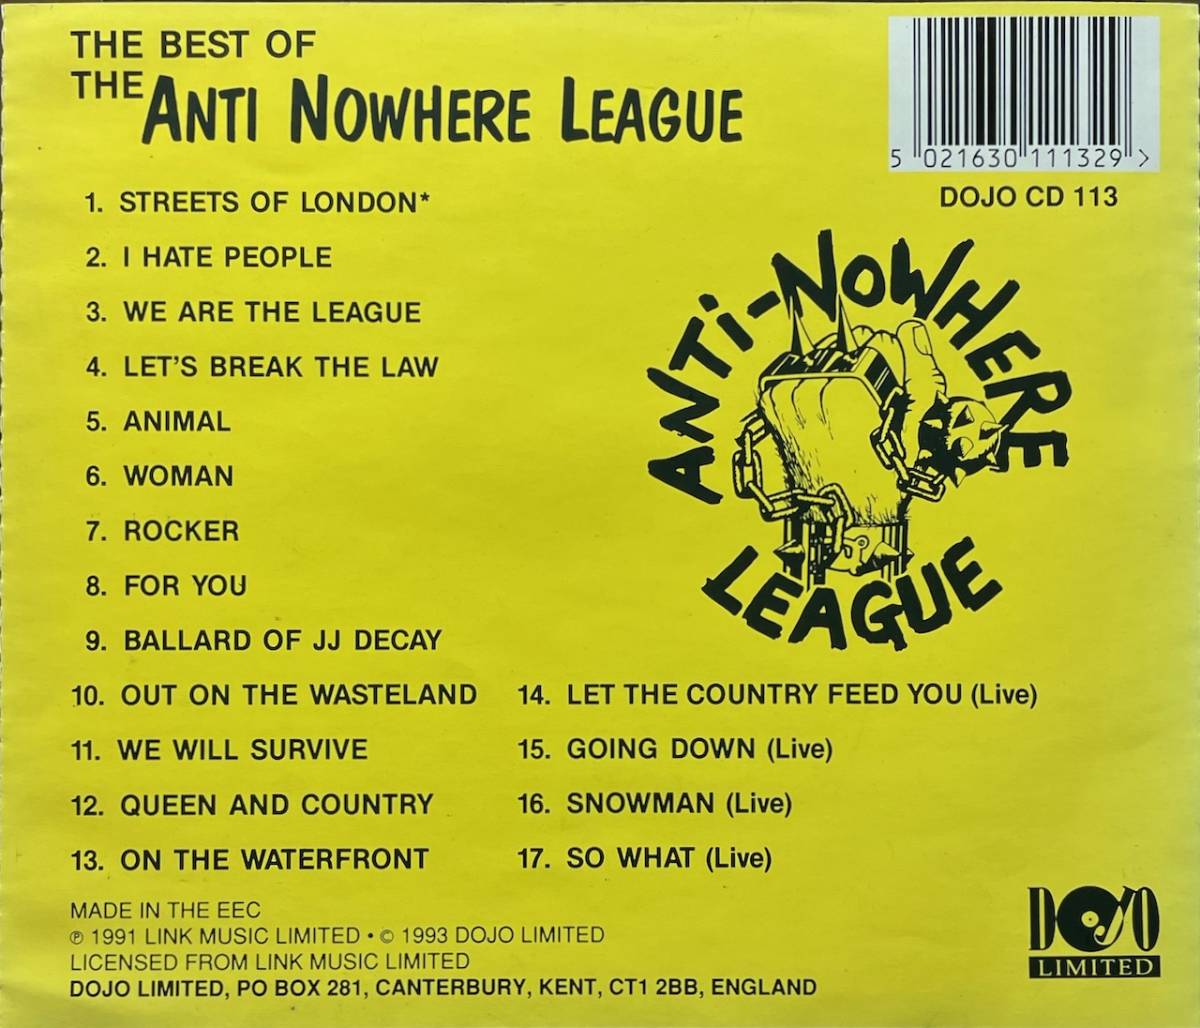 THE BEST OF
THE ANTI NOWHERE LEAGUE
5 021630 111329 >
DOJO CD 113
1. STREETS OF LONDON*
2. I HATE PEOPLE
3. WE ARE THE LEAGUE
4. LET'S BREAK THE LAW
5. ANIMAL
6. WOMAN
7. ROCKER
8. FOR YOU
9. BALLARD OF JJ DECAY
10. OUT ON THE WASTELAND
11. WE WILL SURVIVE
12. QUEEN AND COUNTRY
13. ON THE WATERFRONT
ANTi-NOWHERE
LEAGUE
14. LET THE COUNTRY FEED YOU (Live)
15. GOING DOWN (Live)
16. SNOWMAN (Live)
17. SO WHAT (Live)
MADE IN THE EEC
℗ 1991 LINK MUSIC LIMITED • © 1993 DOJO LIMITED
LICENSED FROM LINK MUSIC LIMITED
DOJO LIMITED, PO BOX 281, CANTERBURY, KENT, CT1 2BB, ENGLAND
DOJO
LIMITED